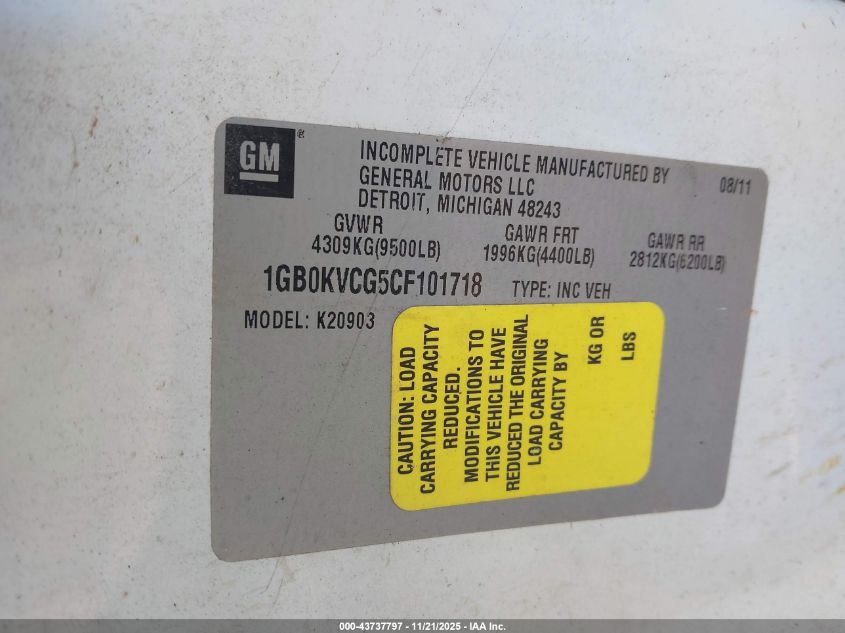 GM®
INCOMPLETE VEHICLE MANUFACTURED BY
GENERAL MOTORS LLC
DETROIT, MICHIGAN 48243
08/11
GVWR
4309KG(9500LB)
GAWR FRT
1996KG(4400LB)
GAWR RR
2812KG(6200LB)
1GB0KVCG5CF101718
TYPE: INC VEH
MODEL: K20903
CAUTION: LOAD
CARRYING CAPACITY
REDUCED.
MODIFICATIONS TO
THIS VEHICLE HAVE
REDUCED THE ORIGINAL
LOAD CARRYING
CAPACITY BY
KG OR
LBS
000-43737797 - 11/21/2025 - IAA Inc.